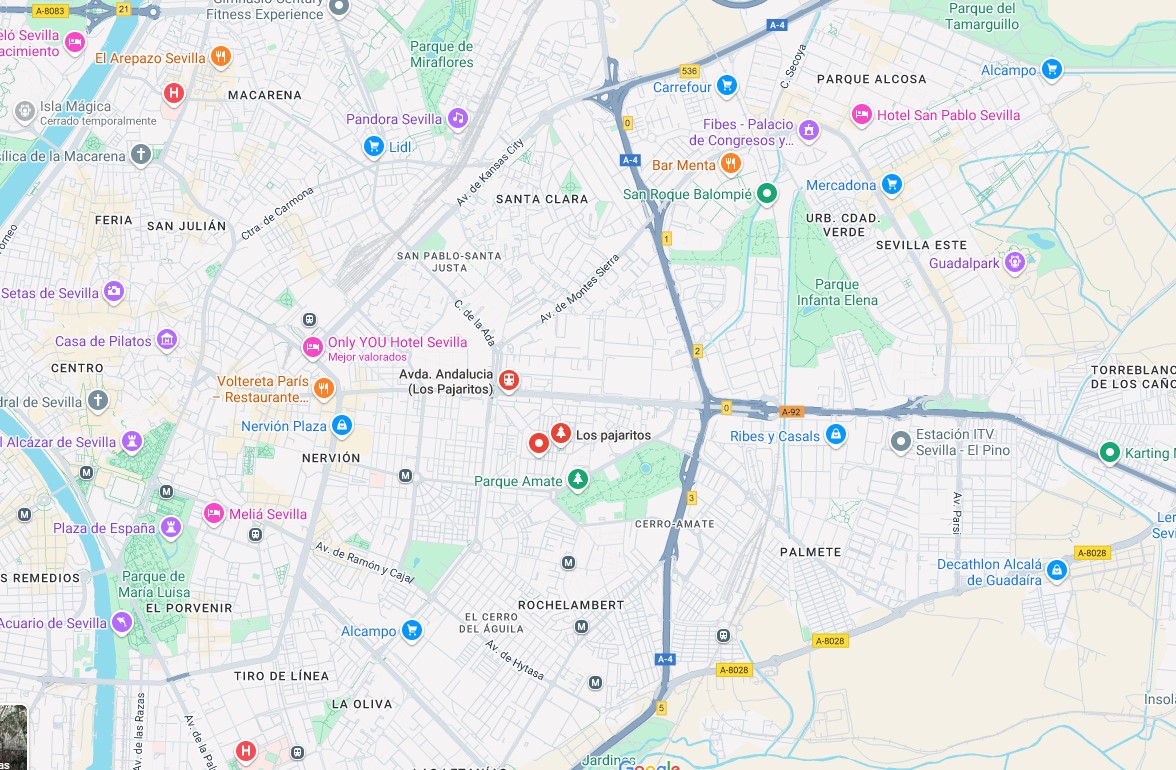 A-8083
21
Gimnasio Century
Fitness Experience
A-4
Parque del
Tamarguillo
eló Sevilla
acimiento
El Arepazo Sevilla
Parque de
Miraflores
536
C. Secoya
PARQUE ALCOSA
Alcampo
Carrefour
H
MACARENA
Isla Mágica
Cerrado temporalmente
Pandora Sevilla
0
Hotel San Pablo Sevilla
Fibes - Palacio
de Congresos y...
Lidl
Av. de Kansas City
A-4
Bar Menta
sílica de la Macarena
San Roque Balompié
Mercadona
Ctra. de Carmona
SANTA CLARA
FERIA
SAN JULIÁN
URB. CDAD.
VERDE
SEVILLA ESTE
Torneo
1
SAN PABLO-SANTA
JUSTA
Av. de Montes Sierra
Guadalpark
Setas de Sevilla
C. de la Ada
Parque
Infanta Elena
Casa de Pilatos
Only YOU Hotel Sevilla
Mejor valorados
2
CENTRO
Avda. Andalucia
(Los Pajaritos)
TORREBLANC
DE LOS CAÑO
Voltereta París
– Restaurante...
dral de Sevilla
0
A-92
Nervión Plaza
Los pajaritos
Ribes y Casals
Estación ITV
Sevilla - El Pino
l Alcázar de Sevilla
Karting M
NERVIÓN
M
M
Parque Amate
M
3
Av. Parsi
M
Meliá Sevilla
Plaza de España
CERRO-AMATE
Ler
Sevi
Av. de Ramón y Cajal
PALMETE
A-8028
M
Decathlon Alcalá
de Guadaíra
S REMEDIOS
Parque de
María Luisa
EL PORVENIR
ROCHELAMBERT
EL CERRO
DEL ÁGUILA
Acuario de Sevilla
Alcampo
M
A-8028
Av. de Hytasa
A-4
A-8028
TIRO DE LÍNEA
M
LA OLIVA
5
Insol
Av. de las Razas
Av. de la Pa
H
Jardines
Google
as